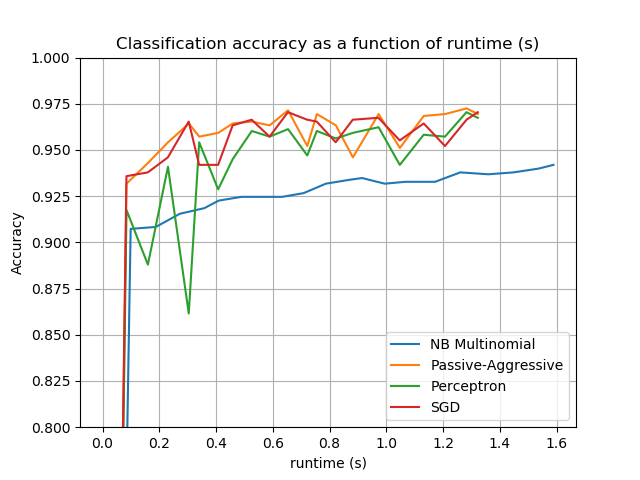 Classification accuracy as a function of runtime (s)
1.000
0.975
0.950
0.925
0.900
0.875
0.850
0.825
0.800
Accuracy
NB Multinomial
Passive-Aggressive
Perceptron
SGD
0.0 0.2 0.4 0.6 0.8 1.0 1.2 1.4 1.6
runtime (s)